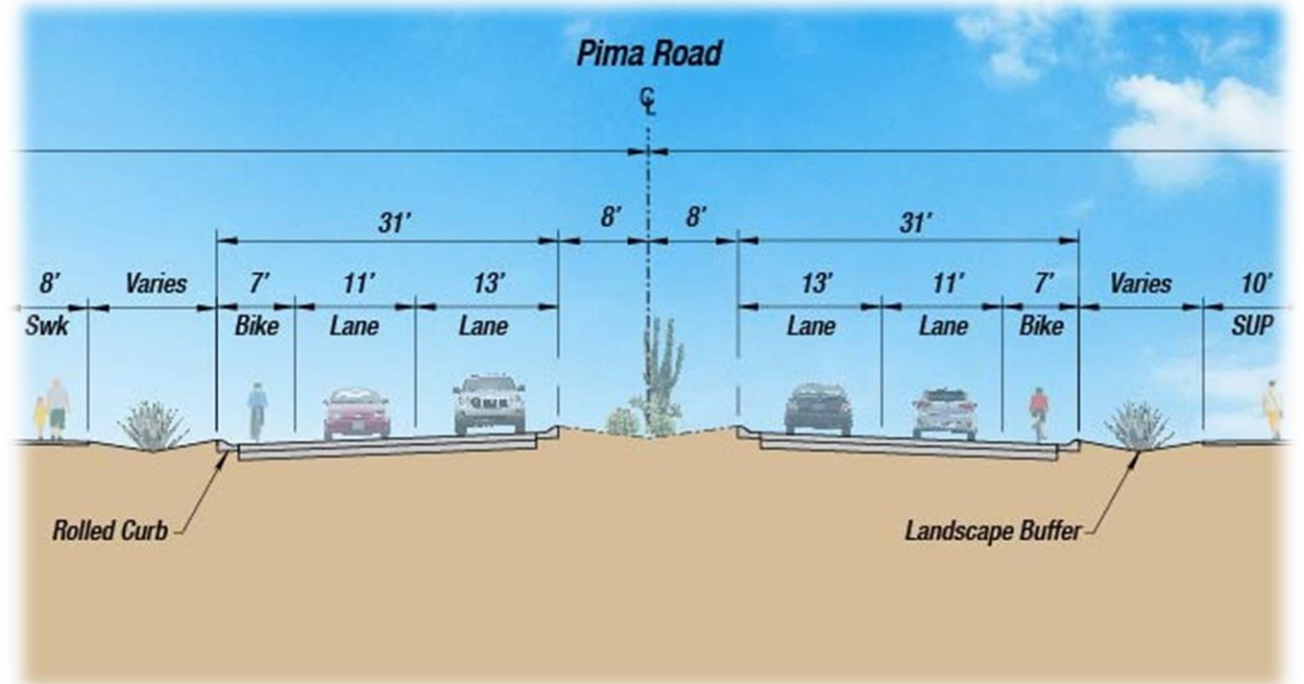 Pima Road
℄
31' 8' 8' 31'
8' Varies 7' 11' 13' 13' 11' 7' Varies 10'
Swk Bike Lane Lane Lane Lane Bike SUP
Rolled Curb Landscape Buffer